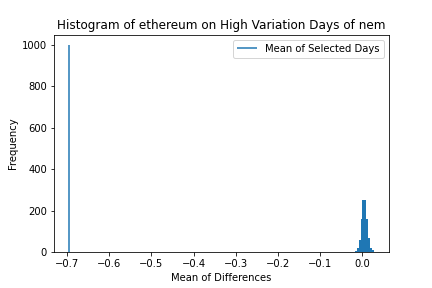 Histogram of ethereum on High Variation Days of nem
Mean of Selected Days
1000
800
600
400
200
0
Frequency
−0.7 −0.6 −0.5 −0.4 −0.3 −0.2 −0.1 0.0
Mean of Differences